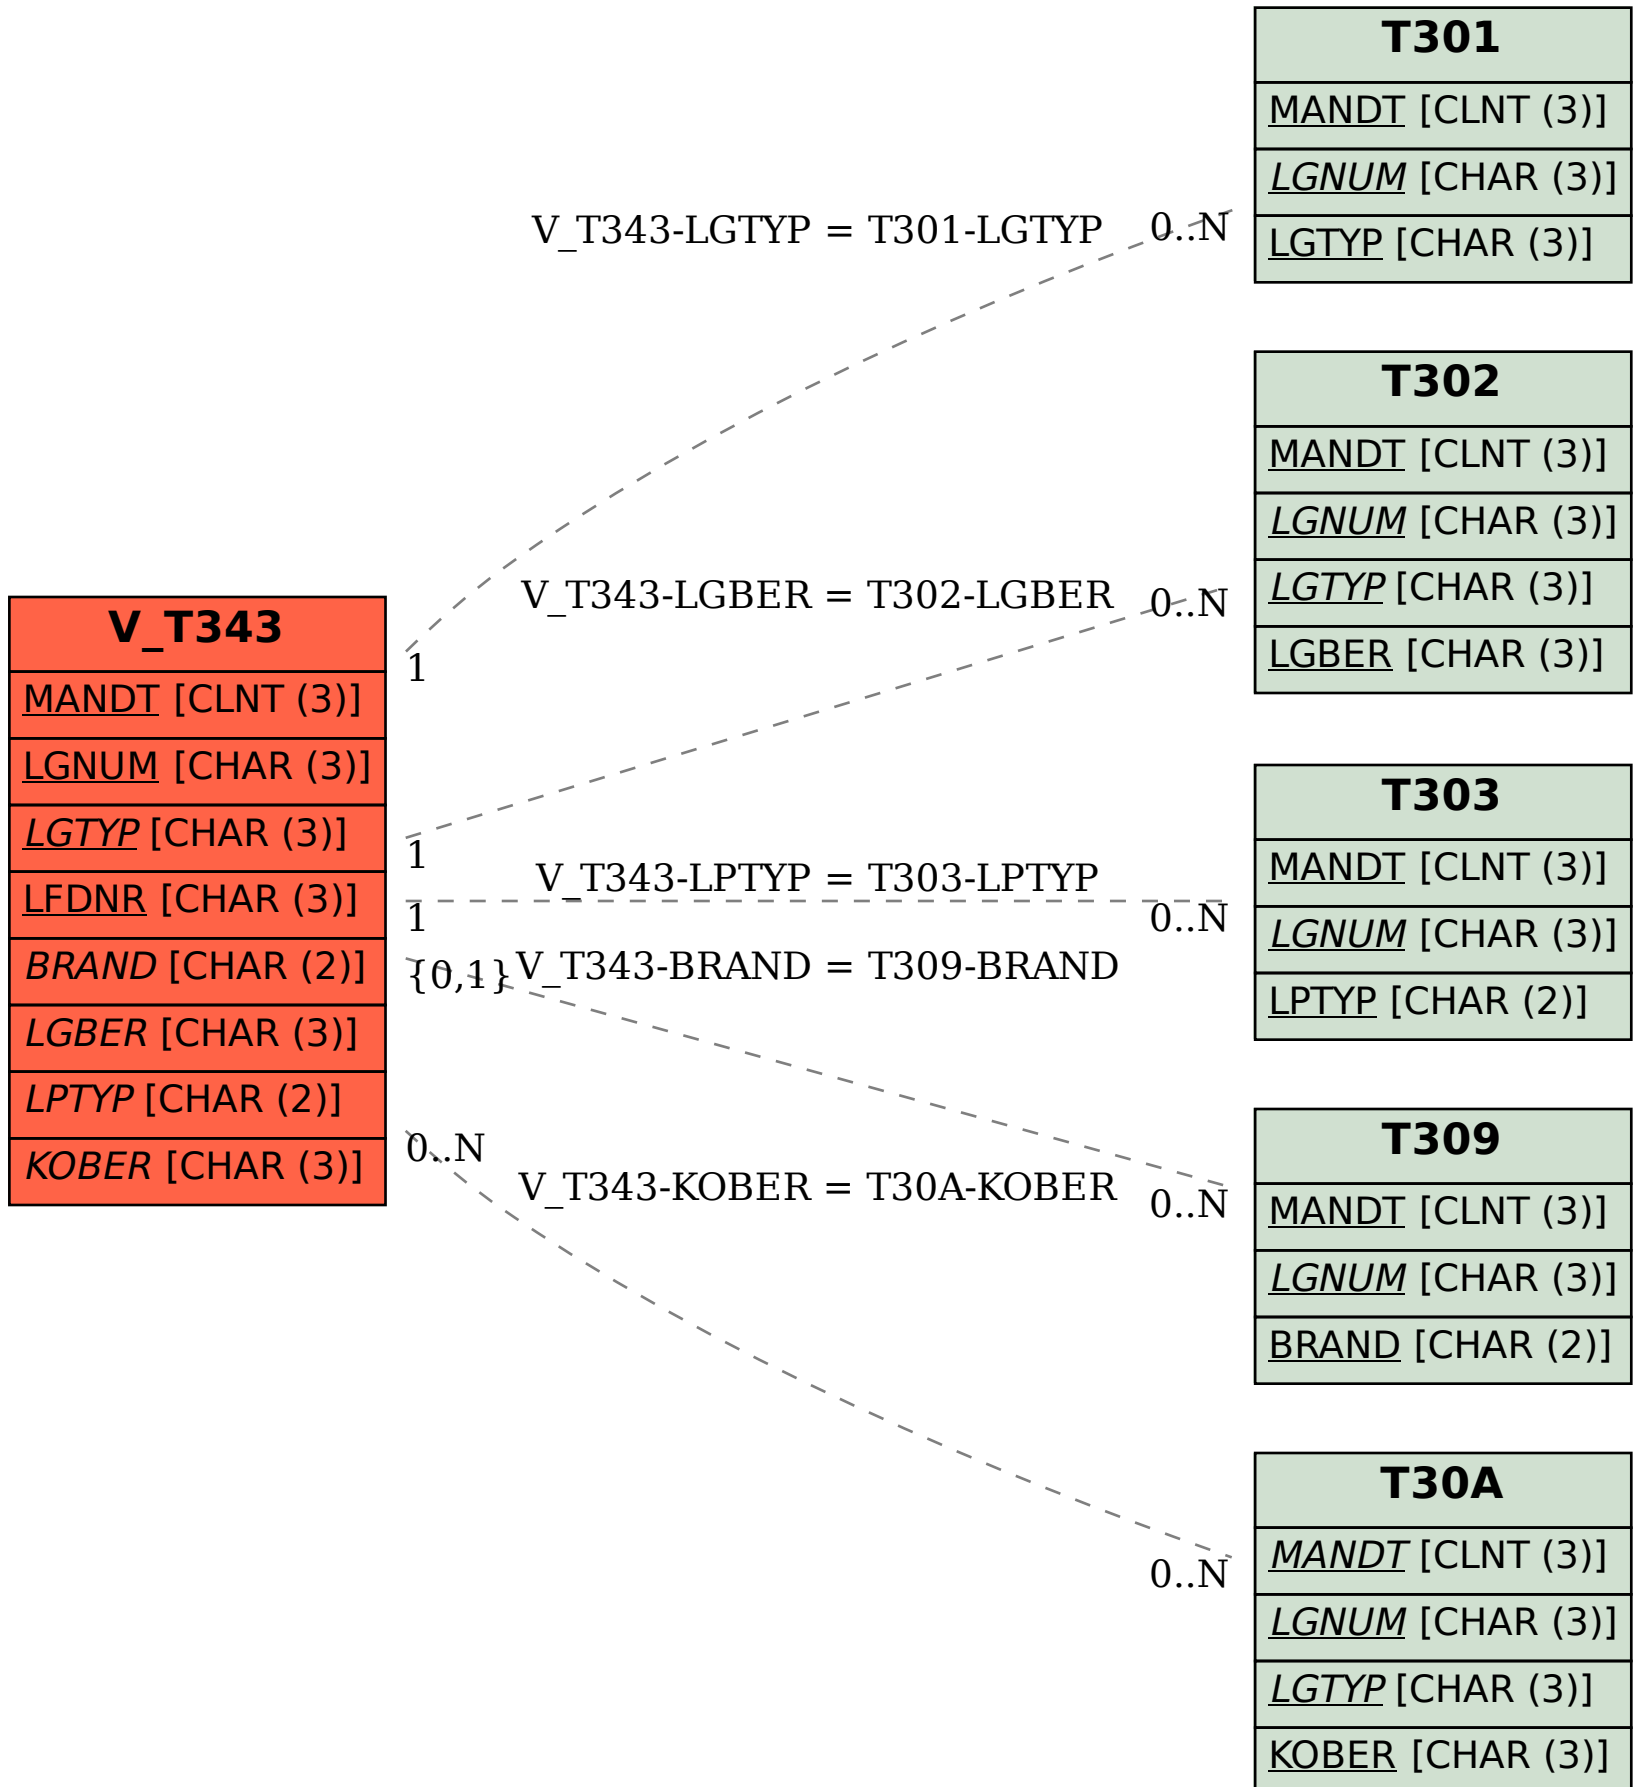 V_T343
MANDT [CLNT (3)]
LGNUM [CHAR (3)]
LGTYP [CHAR (3)]
LFDNR [CHAR (3)]
BRAND [CHAR (2)]
LGBER [CHAR (3)]
LPTYP [CHAR (2)]
KOBER [CHAR (3)]
V_T343-LGTYP = T301-LGTYP
0..N
1
V_T343-LGBER = T302-LGBER
0..N
1
V_T343-LPTYP = T303-LPTYP
0..N
1
V_T343-BRAND = T309-BRAND
{0,1}
0..N
V_T343-KOBER = T30A-KOBER
0..N
0..N
T301
MANDT [CLNT (3)]
LGNUM [CHAR (3)]
LGTYP [CHAR (3)]
T302
MANDT [CLNT (3)]
LGNUM [CHAR (3)]
LGTYP [CHAR (3)]
LGBER [CHAR (3)]
T303
MANDT [CLNT (3)]
LGNUM [CHAR (3)]
LPTYP [CHAR (2)]
T309
MANDT [CLNT (3)]
LGNUM [CHAR (3)]
BRAND [CHAR (2)]
T30A
MANDT [CLNT (3)]
LGNUM [CHAR (3)]
LGTYP [CHAR (3)]
KOBER [CHAR (3)]